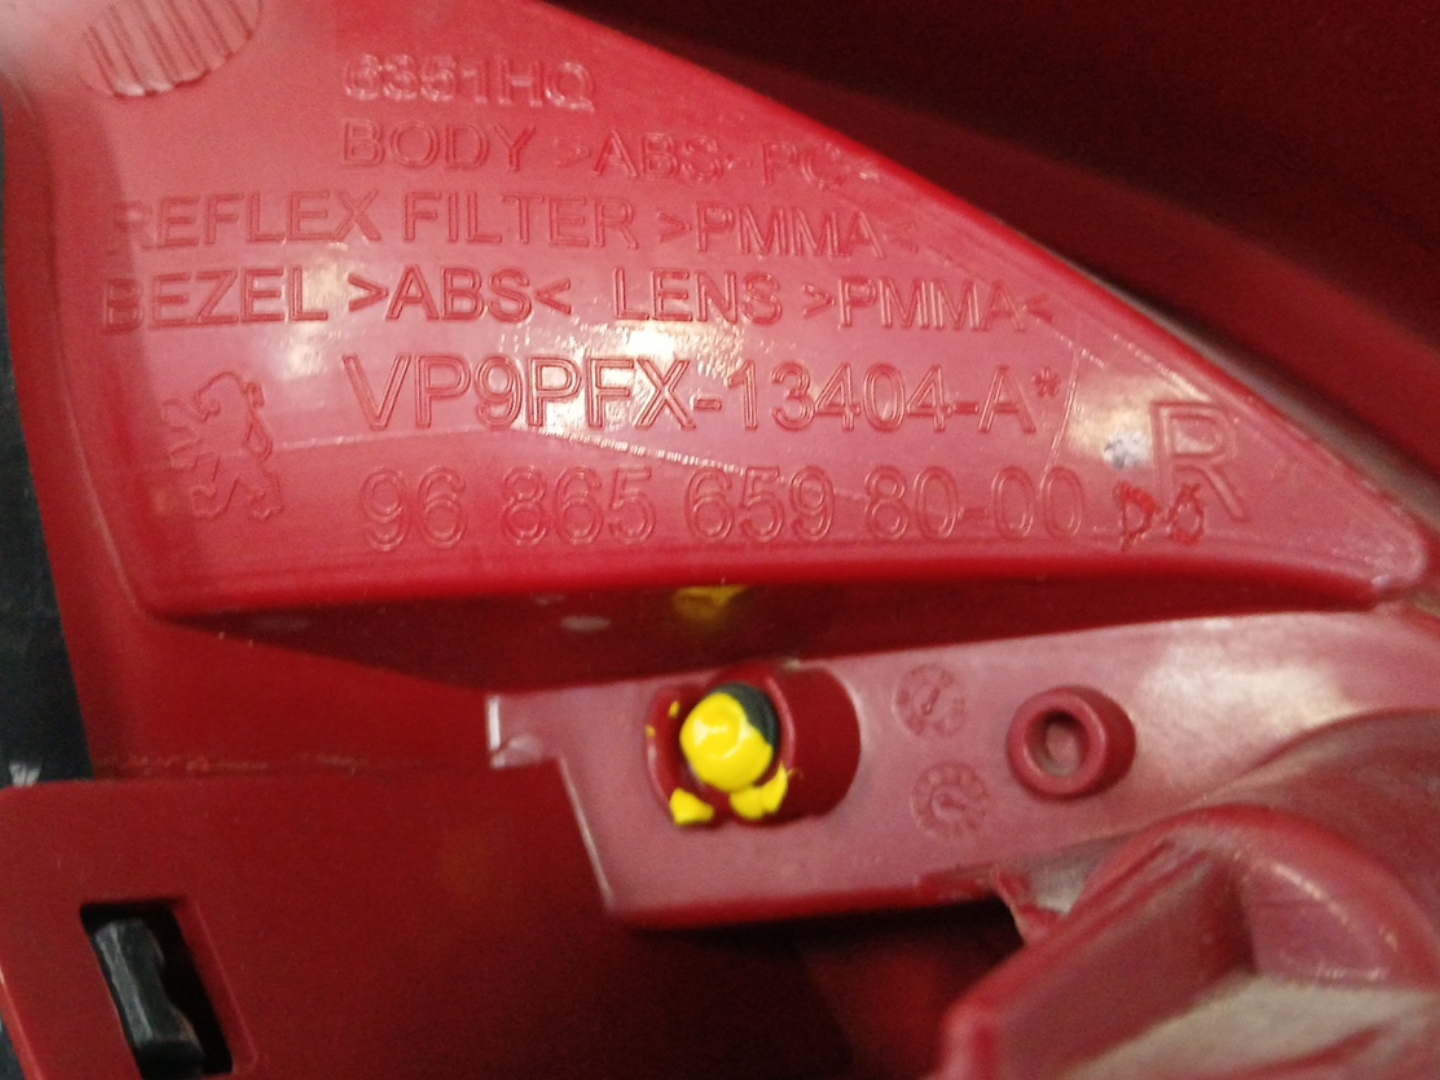 6351HQ
BODY >ABS-PC<
REFLEX FILTER >PMMA<
BEZEL >ABS< LENS >PMMA<
VP9PFX-13404-A*
96 865 659 80-00
R